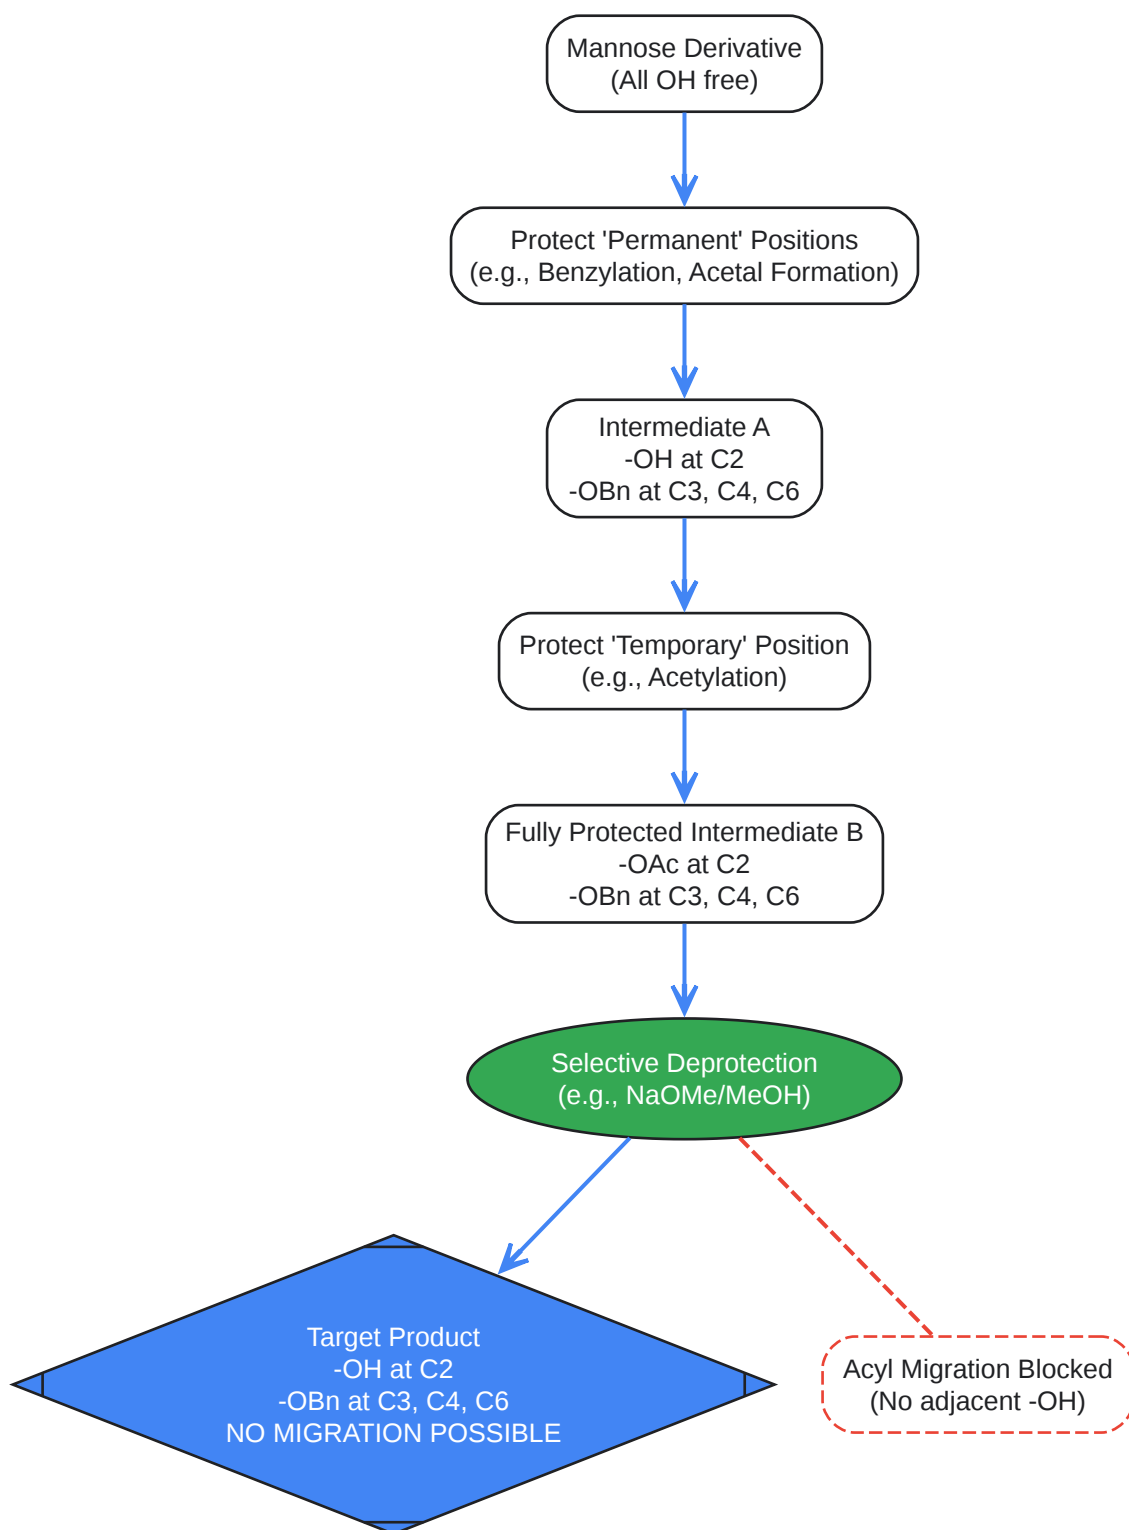 Mannose Derivative
(All OH free)
Protect 'Permanent' Positions
(e.g., Benzylation, Acetal Formation)
Intermediate A
-OH at C2
-OBn at C3, C4, C6
Protect 'Temporary' Position
(e.g., Acetylation)
Fully Protected Intermediate B
-OAc at C2
-OBn at C3, C4, C6
Selective Deprotection
(e.g., NaOMe/MeOH)
Target Product
-OH at C2
-OBn at C3, C4, C6
NO MIGRATION POSSIBLE
Acyl Migration Blocked
(No adjacent -OH)